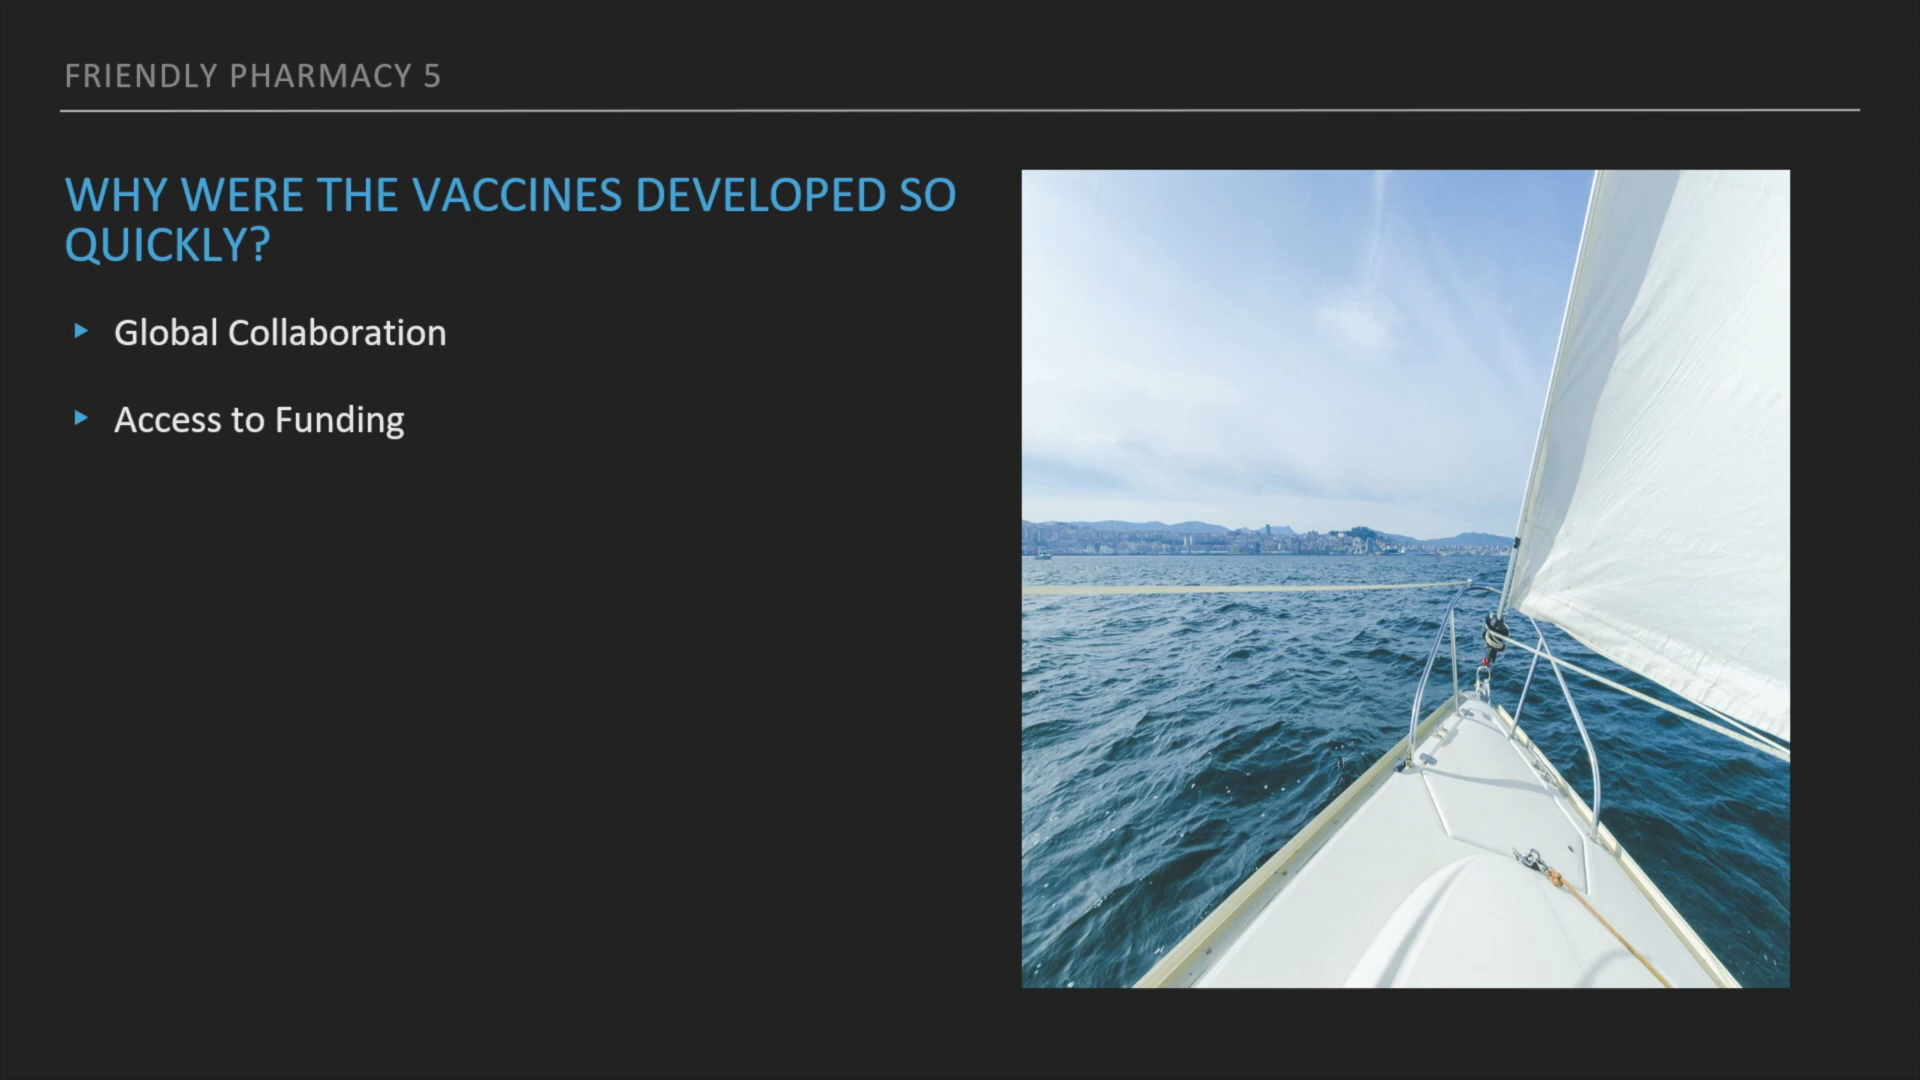 FRIENDLY PHARMACY 5
WHY WERE THE VACCINES DEVELOPED SO
QUICKLY?
Global Collaboration
Access to Funding